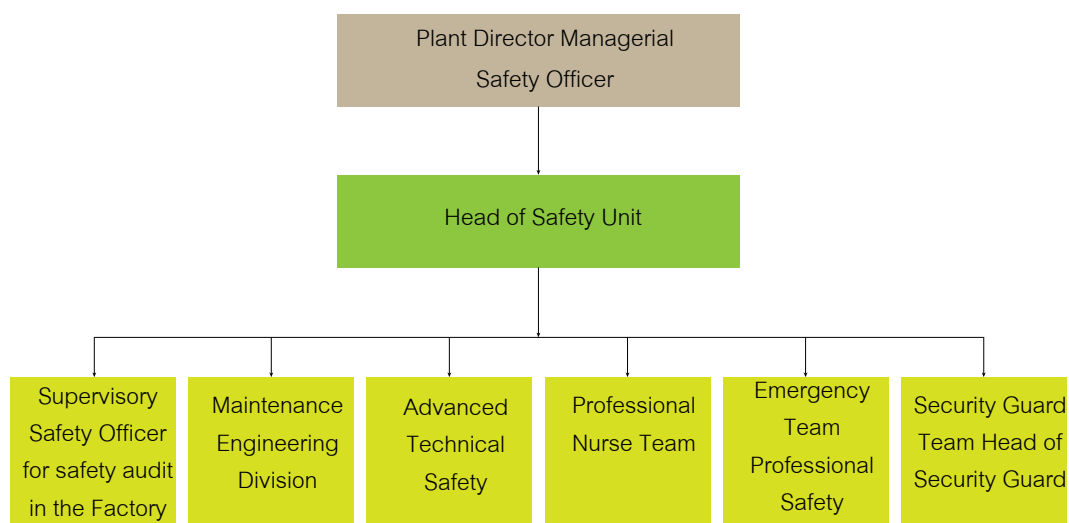 Plant Director Managerial
Safety Officer
Head of Safety Unit
Supervisory
Safety Officer
for safety audit
in the Factory
Maintenance
Engineering
Division
Advanced
Technical
Safety
Professional
Nurse Team
Emergency
Team
Professional
Safety
Security Guard
Team Head of
Security Guard